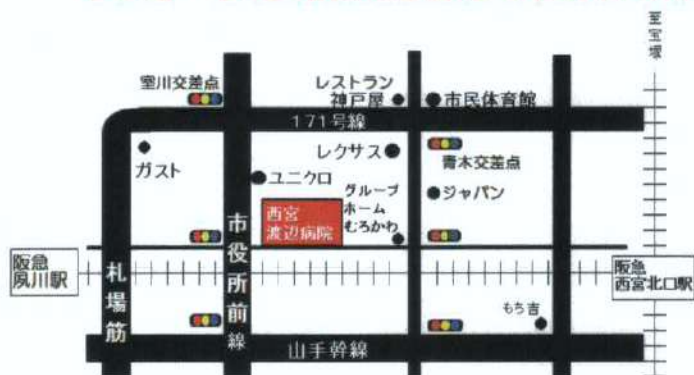 至宝塚
室川交差点
レストラン
神戸屋
市民体育館
171号線
ガスト
レクサス
青木交差点
ユニクロ
ジャパン
グループ
ホーム
むろかわ
西宮
渡辺病院
市役所前線
札場筋
阪急
夙川駅
阪急
西宮北口駅
もち吉
山手幹線